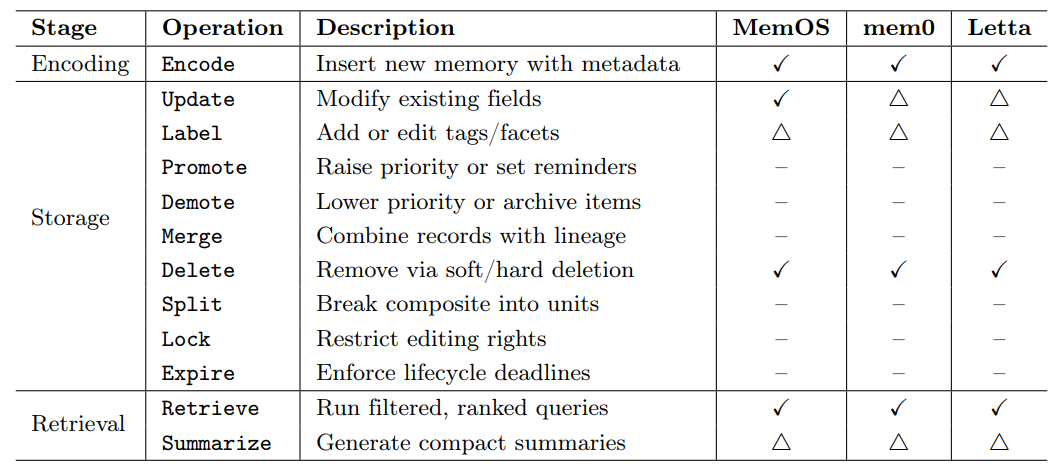 Stage Operation Description MemOS mem0 Letta
Encoding Encode Insert new memory with metadata ✓ ✓ ✓
Update Modify existing fields ✓ △ △
Label Add or edit tags/facets △ △ △
Promote Raise priority or set reminders – – –
Storage Demote Lower priority or archive items – – –
Merge Combine records with lineage – – –
Delete Remove via soft/hard deletion ✓ ✓ ✓
Split Break composite into units – – –
Lock Restrict editing rights – – –
Expire Enforce lifecycle deadlines – – –
Retrieval Retrieve Run filtered, ranked queries ✓ ✓ ✓
Summarize Generate compact summaries △ △ △